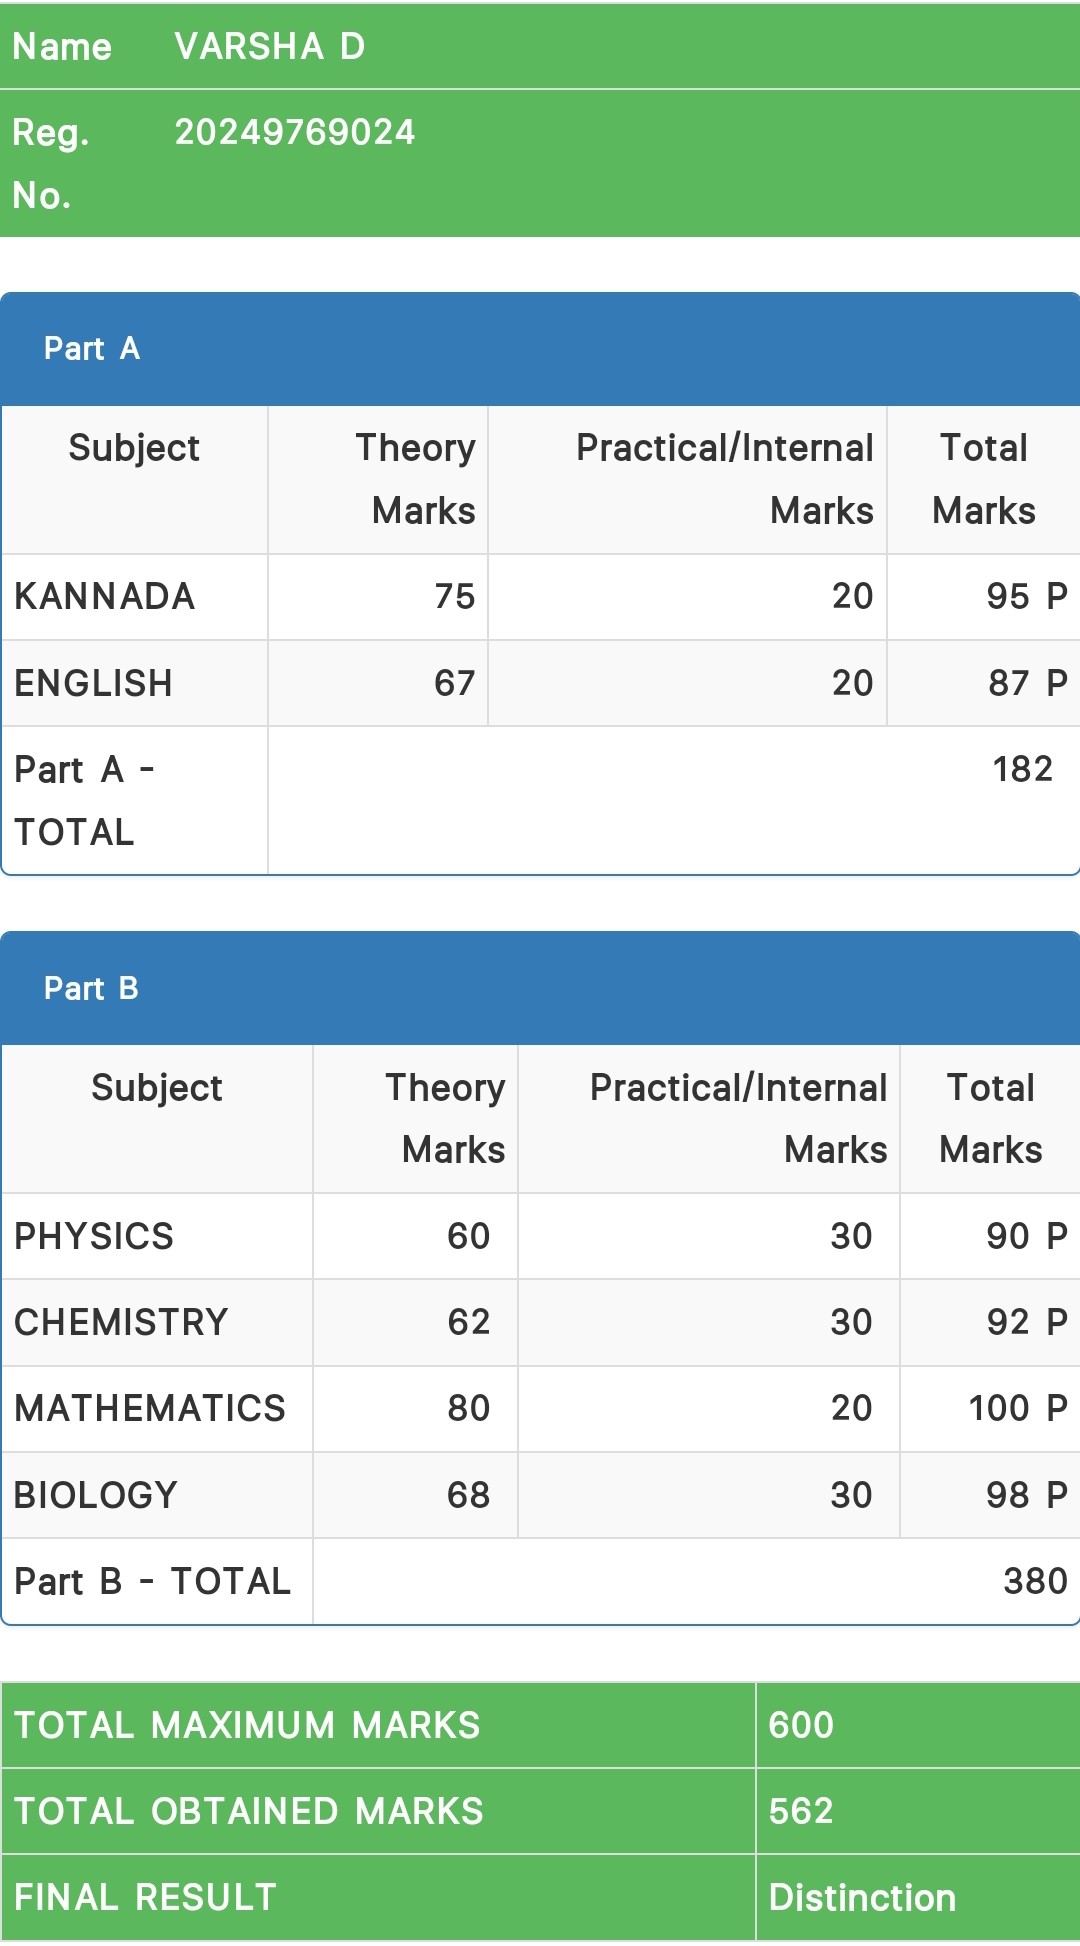 Name VARSHA D
Reg. 20249769024
No.
Part A
Subject Theory Practical/Internal Total
Marks Marks Marks
KANNADA 75 20 95 P
ENGLISH 67 20 87 P
Part A - 182
TOTAL
Part B
Subject Theory Practical/Internal Total
Marks Marks Marks
PHYSICS 60 30 90 P
CHEMISTRY 62 30 92 P
MATHEMATICS 80 20 100 P
BIOLOGY 68 30 98 P
Part B - TOTAL 380
TOTAL MAXIMUM MARKS 600
TOTAL OBTAINED MARKS 562
FINAL RESULT Distinction